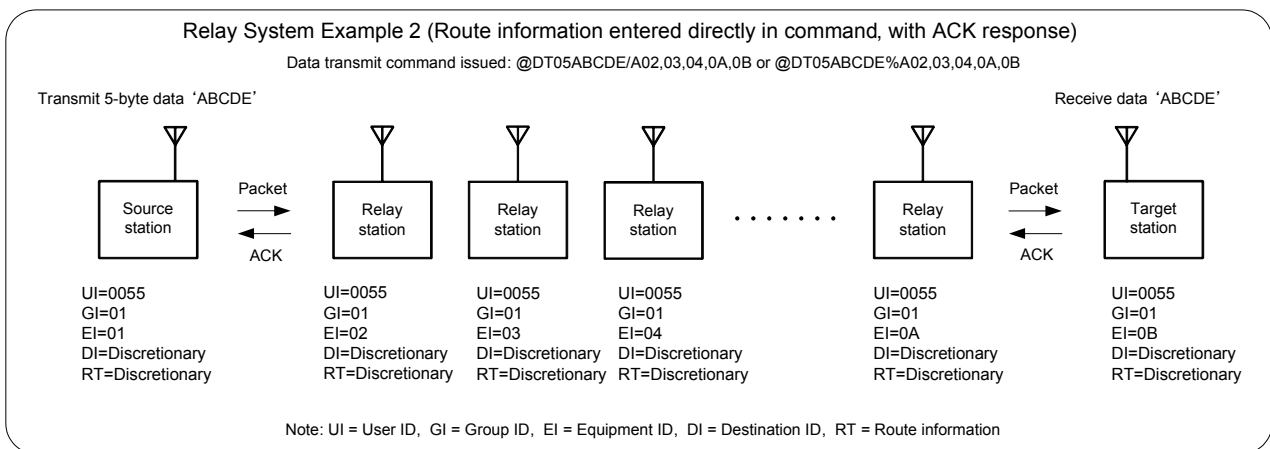 Relay System Example 2 (Route information entered directly in command, with ACK response)
Data transmit command issued: @DT05ABCDE/A02,03,04,0A,0B or @DT05ABCDE%A02,03,04,0A,0B
Transmit 5-byte data ‘ABCDE’
Receive data ‘ABCDE’
Source
station
Packet
ACK
Relay
station
Relay
station
Relay
station
. . . . . . .
Relay
station
Packet
ACK
Target
station
UI=0055
GI=01
EI=01
DI=Discretionary
RT=Discretionary
UI=0055
GI=01
EI=02
DI=Discretionary
RT=Discretionary
UI=0055
GI=01
EI=03
DI=Discretionary
RT=Discretionary
UI=0055
GI=01
EI=04
DI=Discretionary
RT=Discretionary
UI=0055
GI=01
EI=0A
DI=Discretionary
RT=Discretionary
UI=0055
GI=01
EI=0B
DI=Discretionary
RT=Discretionary
Note: UI = User ID, GI = Group ID, EI = Equipment ID, DI = Destination ID, RT = Route information